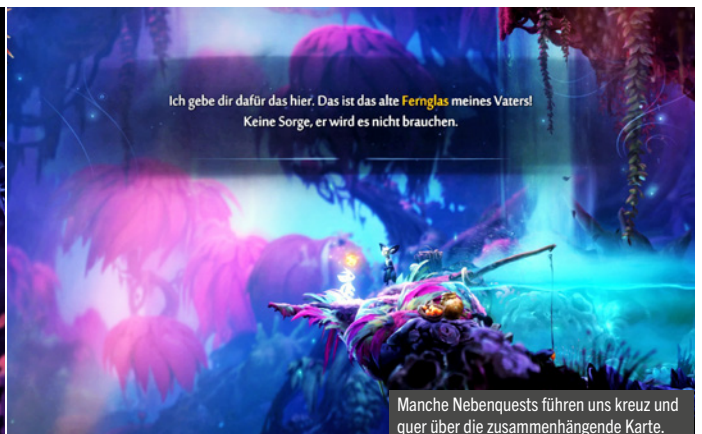 Ich gebe dir dafür das hier. Das ist das alte Fernglas meines Vaters!
Keine Sorge, er wird es nicht brauchen.
Manche Nebenquests führen uns kreuz und
quer über die zusammenhängende Karte.